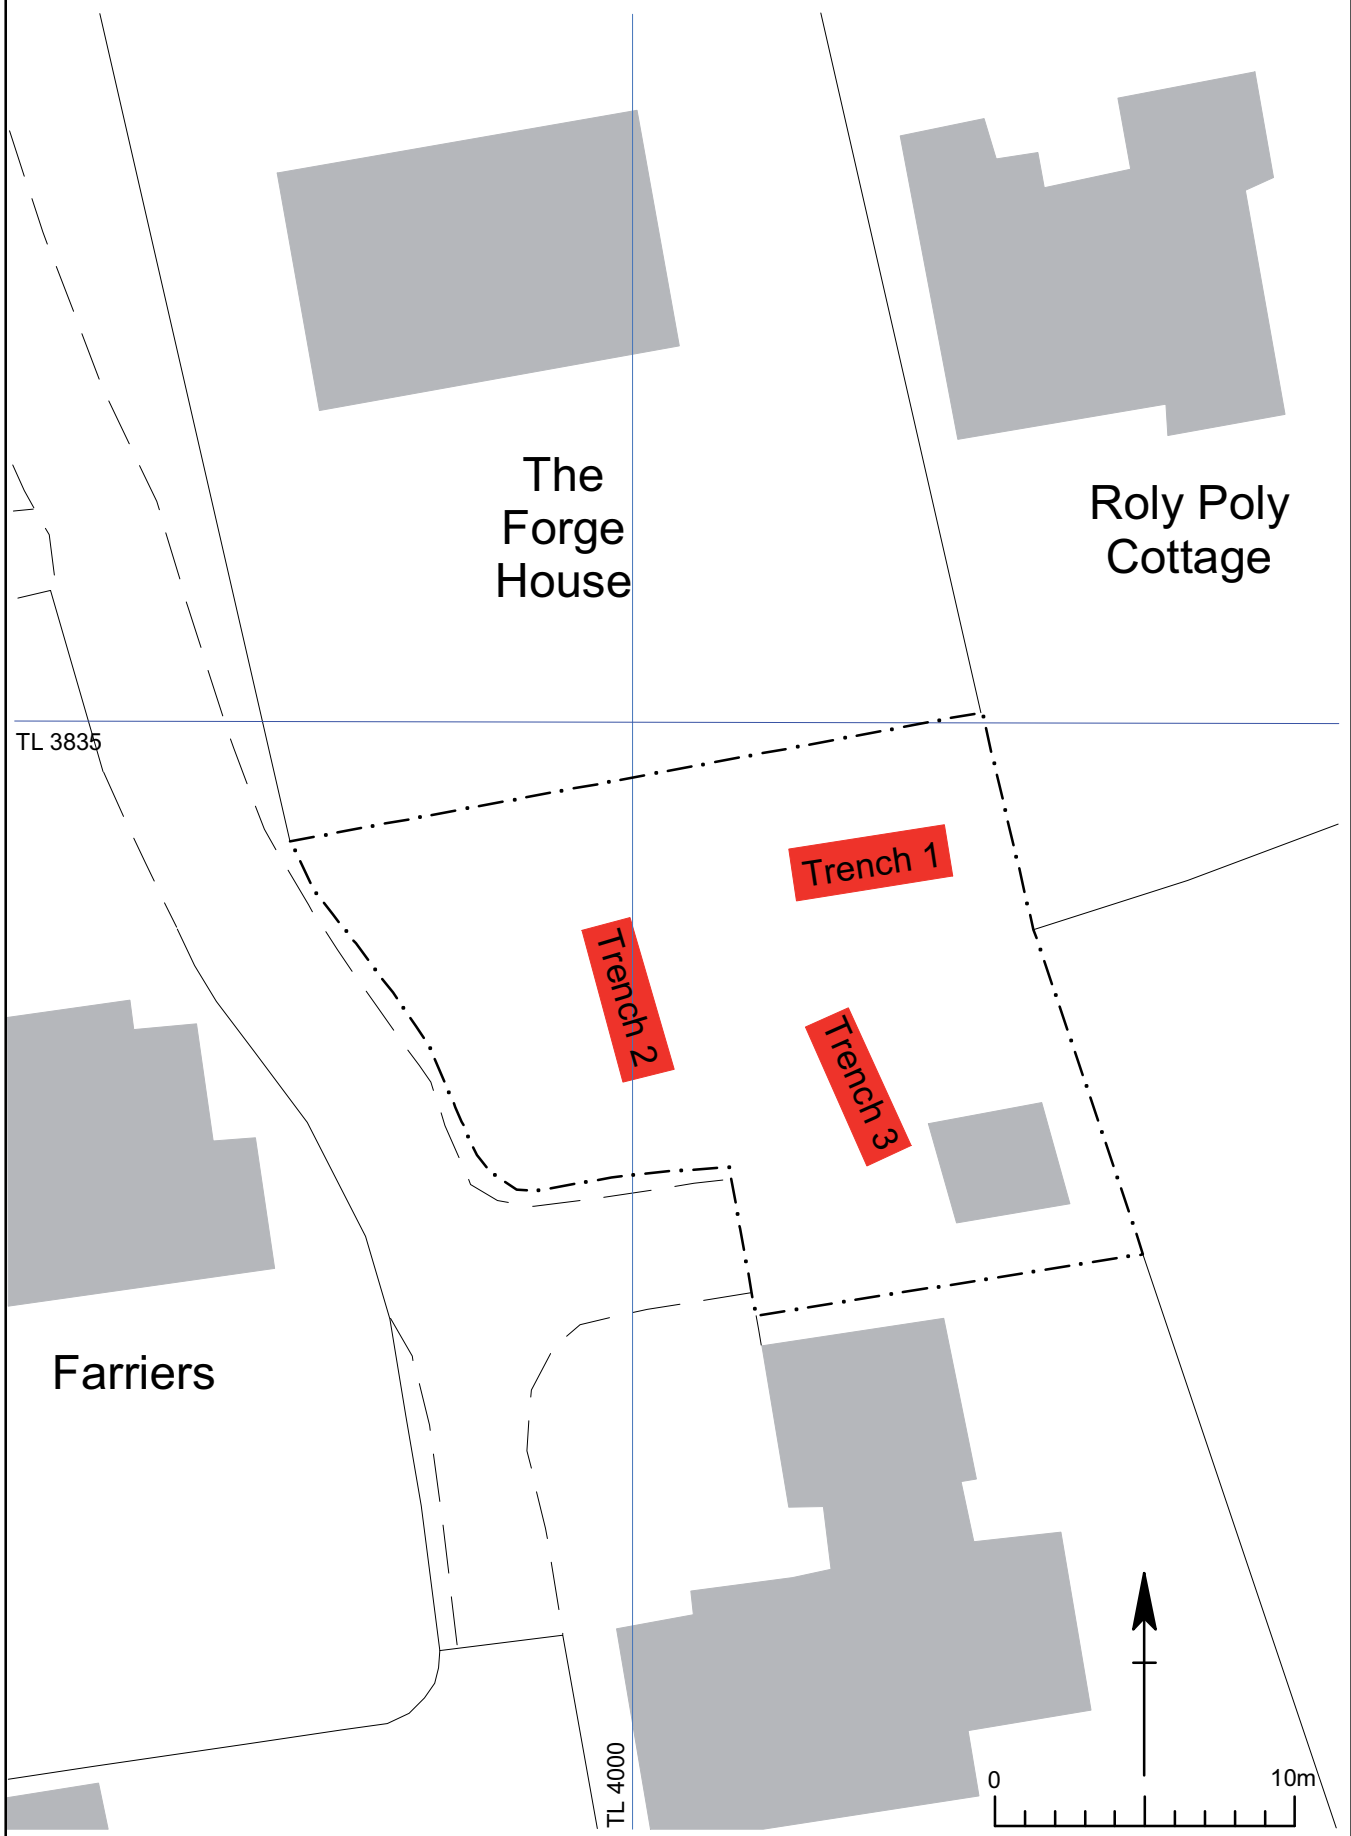 The
Forge
House
Roly Poly
Cottage
TL 3835
Trench 1
Trench 2
Trench 3
Farriers
TL 4000
0
10m